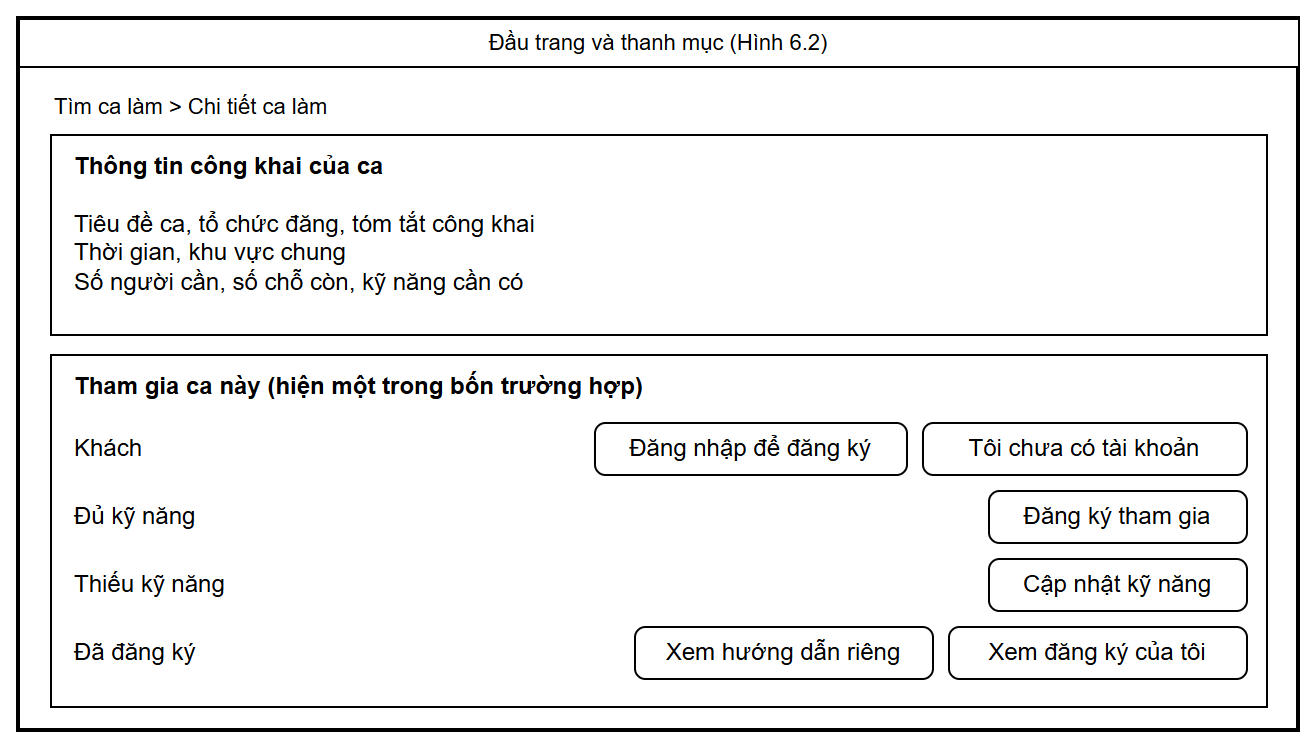 Đầu trang và thanh mục (Hình 6.2)
Tìm ca làm > Chi tiết ca làm
Thông tin công khai của ca
Tiêu đề ca, tổ chức đăng, tóm tắt công khai
Thời gian, khu vực chung
Số người cần, số chỗ còn, kỹ năng cần có
Tham gia ca này (hiện một trong bốn trường hợp)
Khách Đăng nhập để đăng ký Tôi chưa có tài khoản
Đủ kỹ năng Đăng ký tham gia
Thiếu kỹ năng Cập nhật kỹ năng
Đã đăng ký Xem hướng dẫn riêng Xem đăng ký của tôi